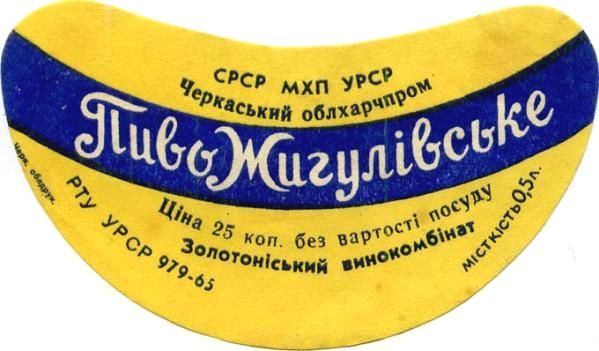 СРСР МХП УРСР
Черкаський облхарчпром
Пиво Жигулівське
Ціна 25 коп. без вартості посуду
Золотоніський винокомбінат
РТУ УРСР 979-65
місткість 0,5л.
Черк. облдрук.